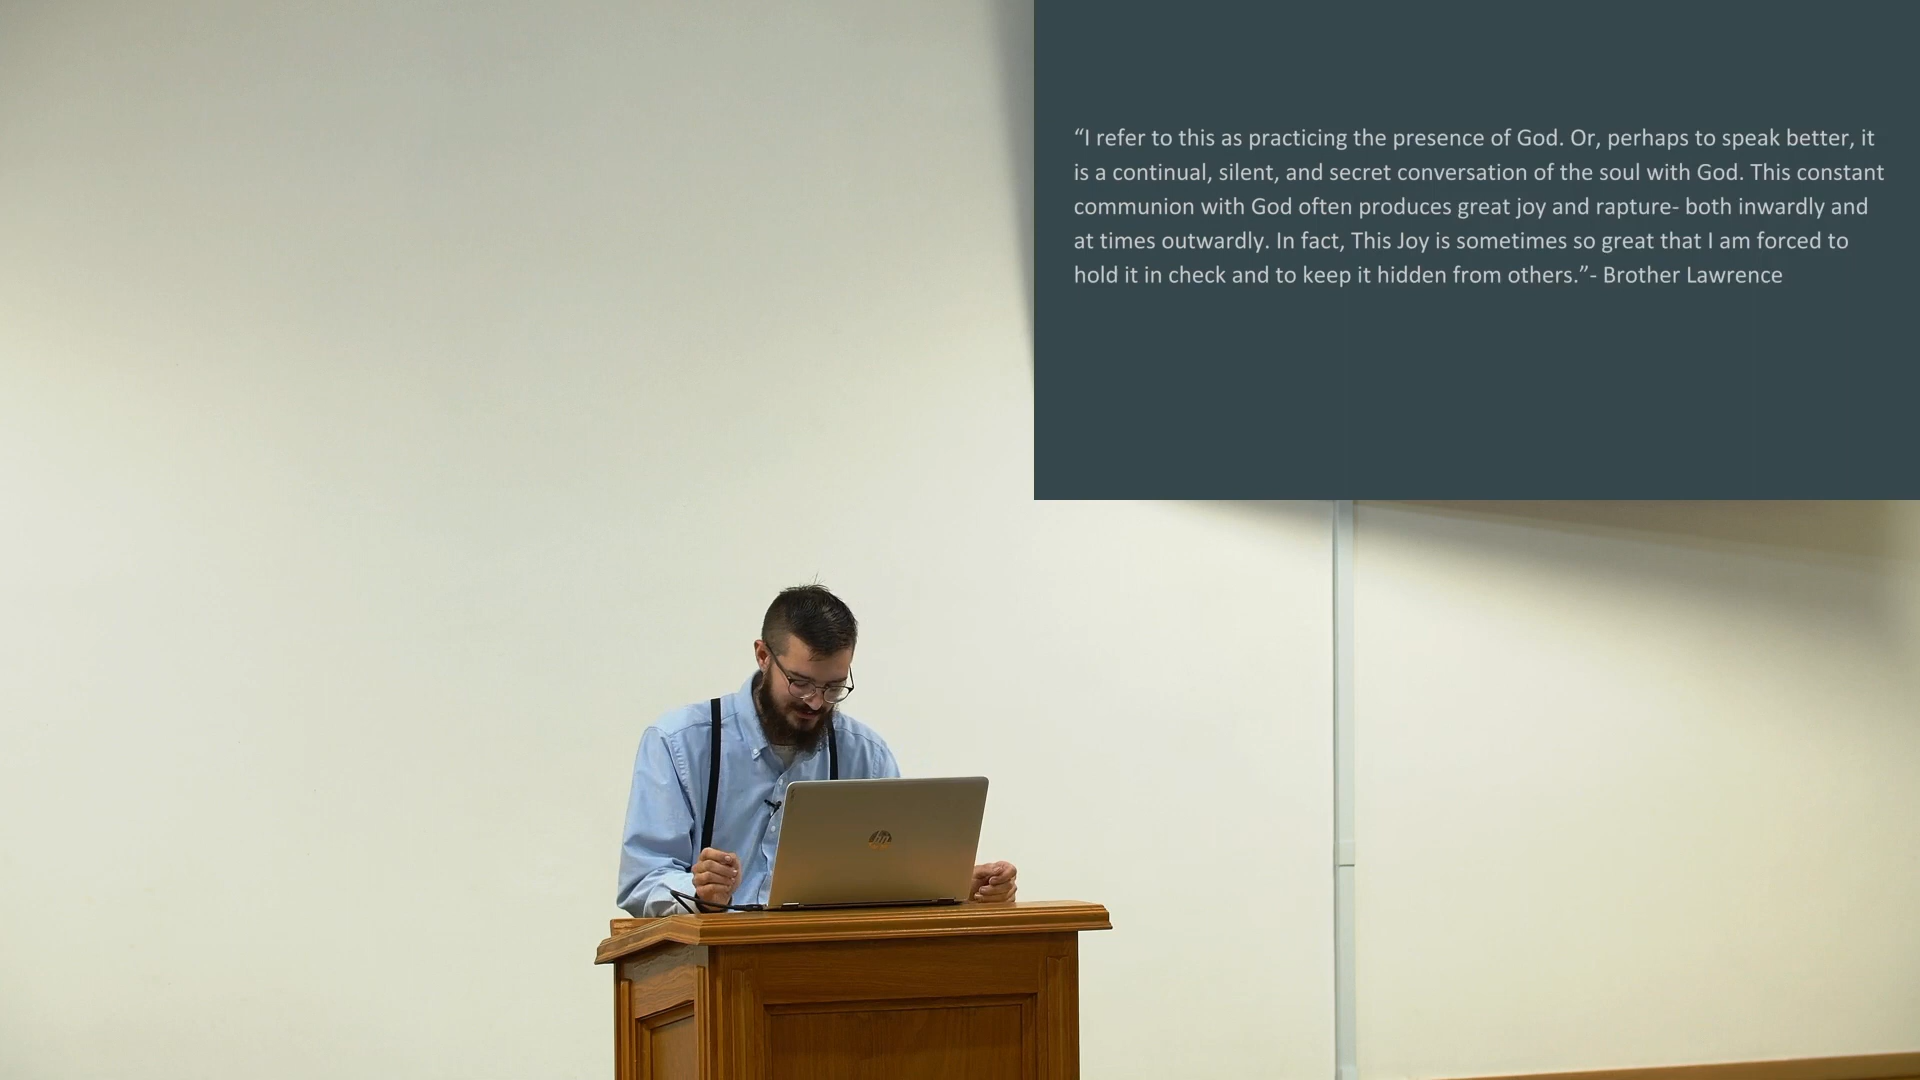 “I refer to this as practicing the presence of God. Or, perhaps to speak better, it
is a continual, silent, and secret conversation of the soul with God. This constant
communion with God often produces great joy and rapture- both inwardly and
at times outwardly. In fact, This Joy is sometimes so great that I am forced to
hold it in check and to keep it hidden from others.”- Brother Lawrence
hp